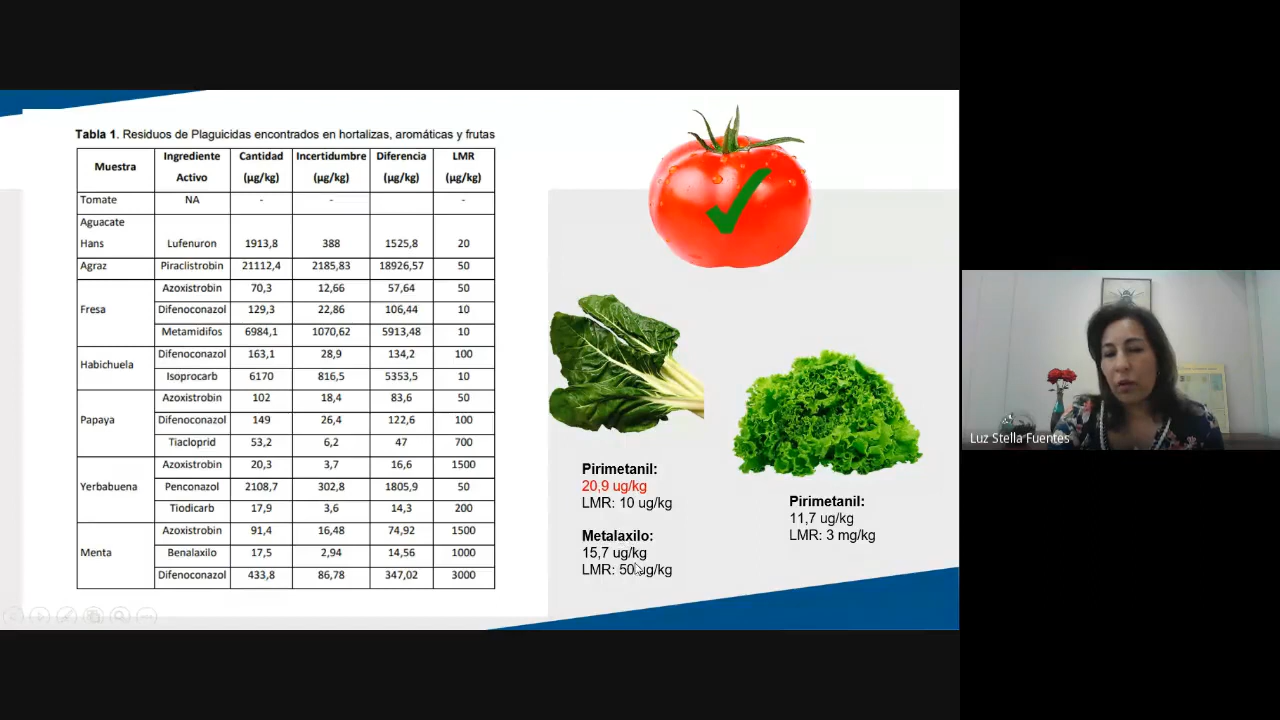 Tabla 1. Residuos de Plaguicidas encontrados en hortalizas, aromáticas y frutas
Muestra Ingrediente Activo Cantidad (µg/kg) Incertidumbre (µg/kg) Diferencia (µg/kg) LMR (µg/kg)
Tomate NA - - -
Aguacate Hans Lufenuron 1913,8 388 1525,8 20
Agraz Piraclistrobin 21112,4 2185,83 18926,57 50
Fresa Azoxistrobin 70,3 12,66 57,64 50
Difenoconazol 129,3 22,86 106,44 10
Metamidifos 6984,1 1070,62 5913,48 10
Habichuela Difenoconazol 163,1 28,9 134,2 100
Isoprocarb 6170 816,5 5353,5 10
Papaya Azoxistrobin 102 18,4 83,6 50
Difenoconazol 149 26,4 122,6 100
Tiacloprid 53,2 6,2 47 700
Yerbabuena Azoxistrobin 20,3 3,7 16,6 1500
Penconazol 2108,7 302,8 1805,9 50
Tiodicarb 17,9 3,6 14,3 200
Menta Azoxistrobin 91,4 16,48 74,92 1500
Benalaxilo 17,5 2,94 14,56 1000
Difenoconazol 433,8 86,78 347,02 3000
Pirimetanil:
20,9 ug/kg
LMR: 10 ug/kg
Metalaxilo:
15,7 ug/kg
LMR: 50 ug/kg
Pirimetanil:
11,7 ug/kg
LMR: 3 mg/kg
Luz Stella Fuentes